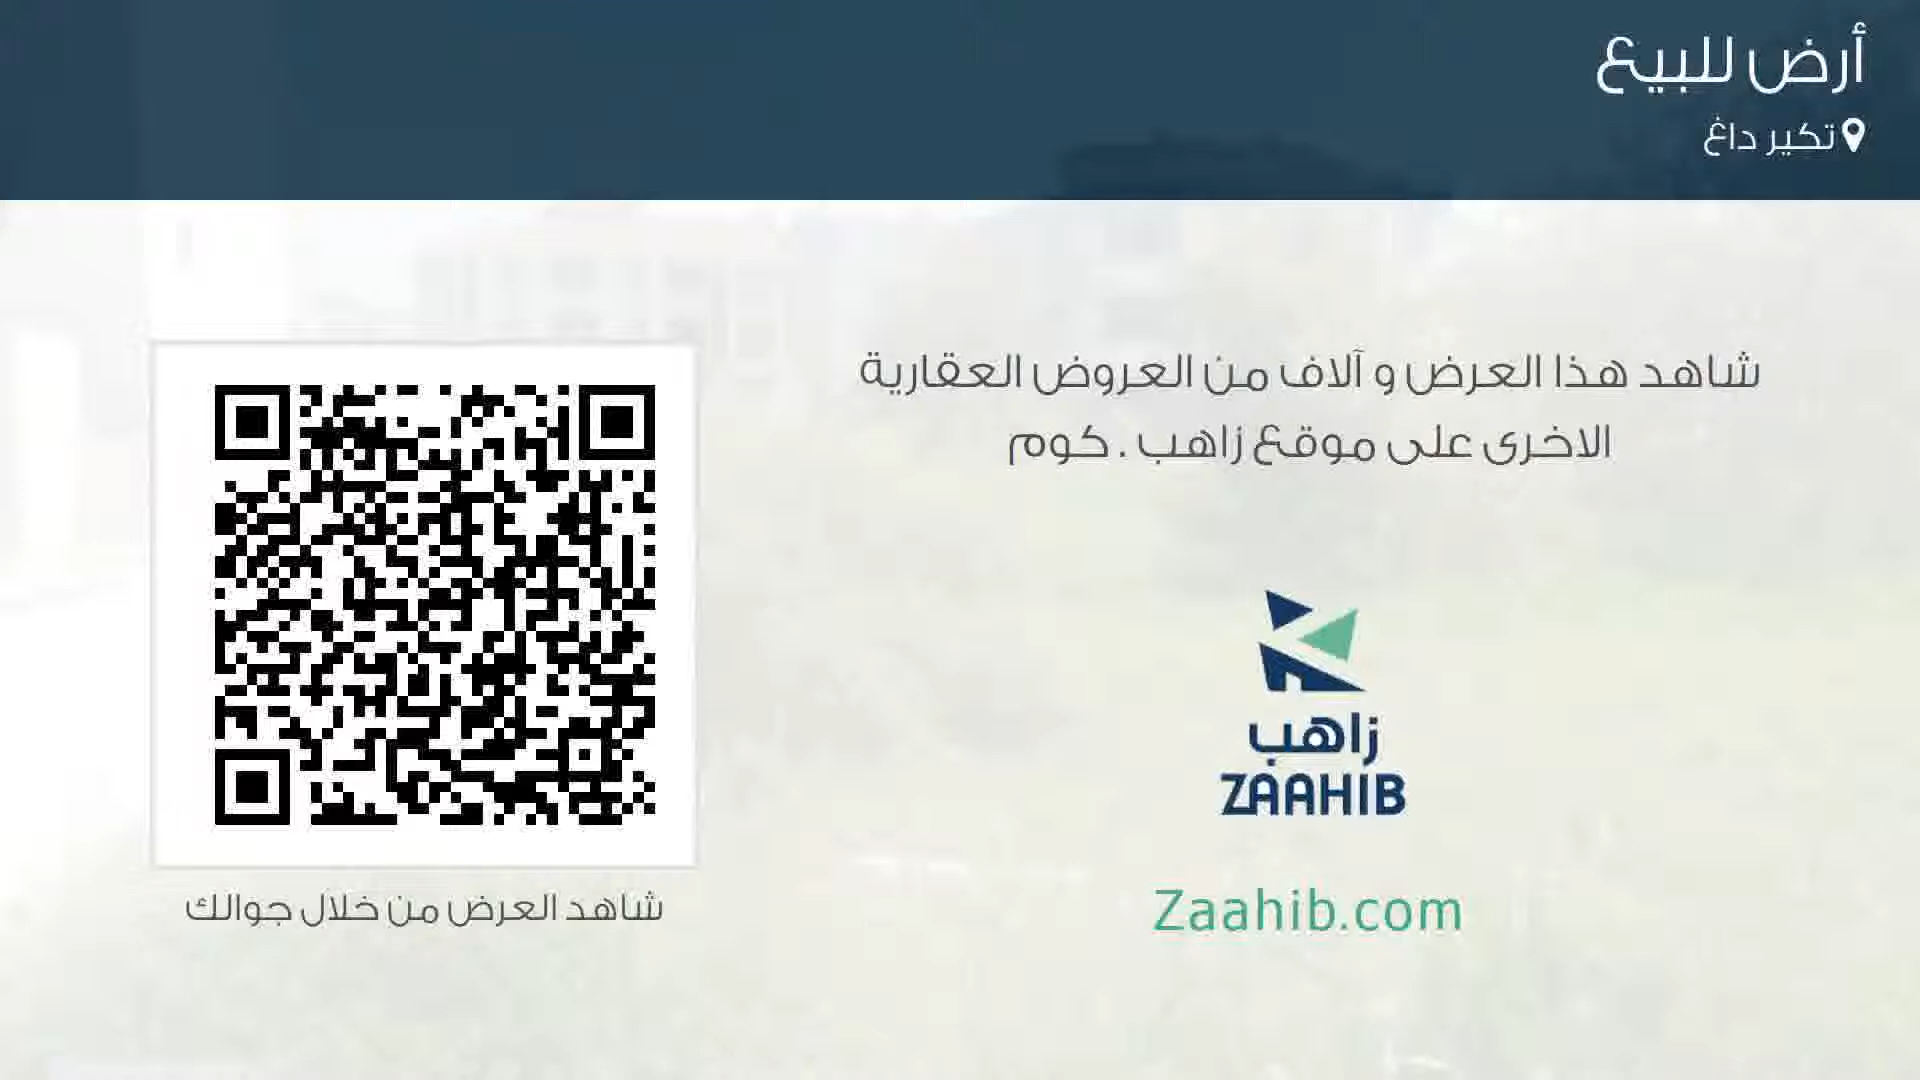 أرض للبيع
تكير داغ
شاهد هذا العرض و آلاف من العروض العقارية
الاخرى على موقع زاهب . كوم
زاهب
ZAAHIB
Zaahib.com
شاهد العرض من خلال جوالك